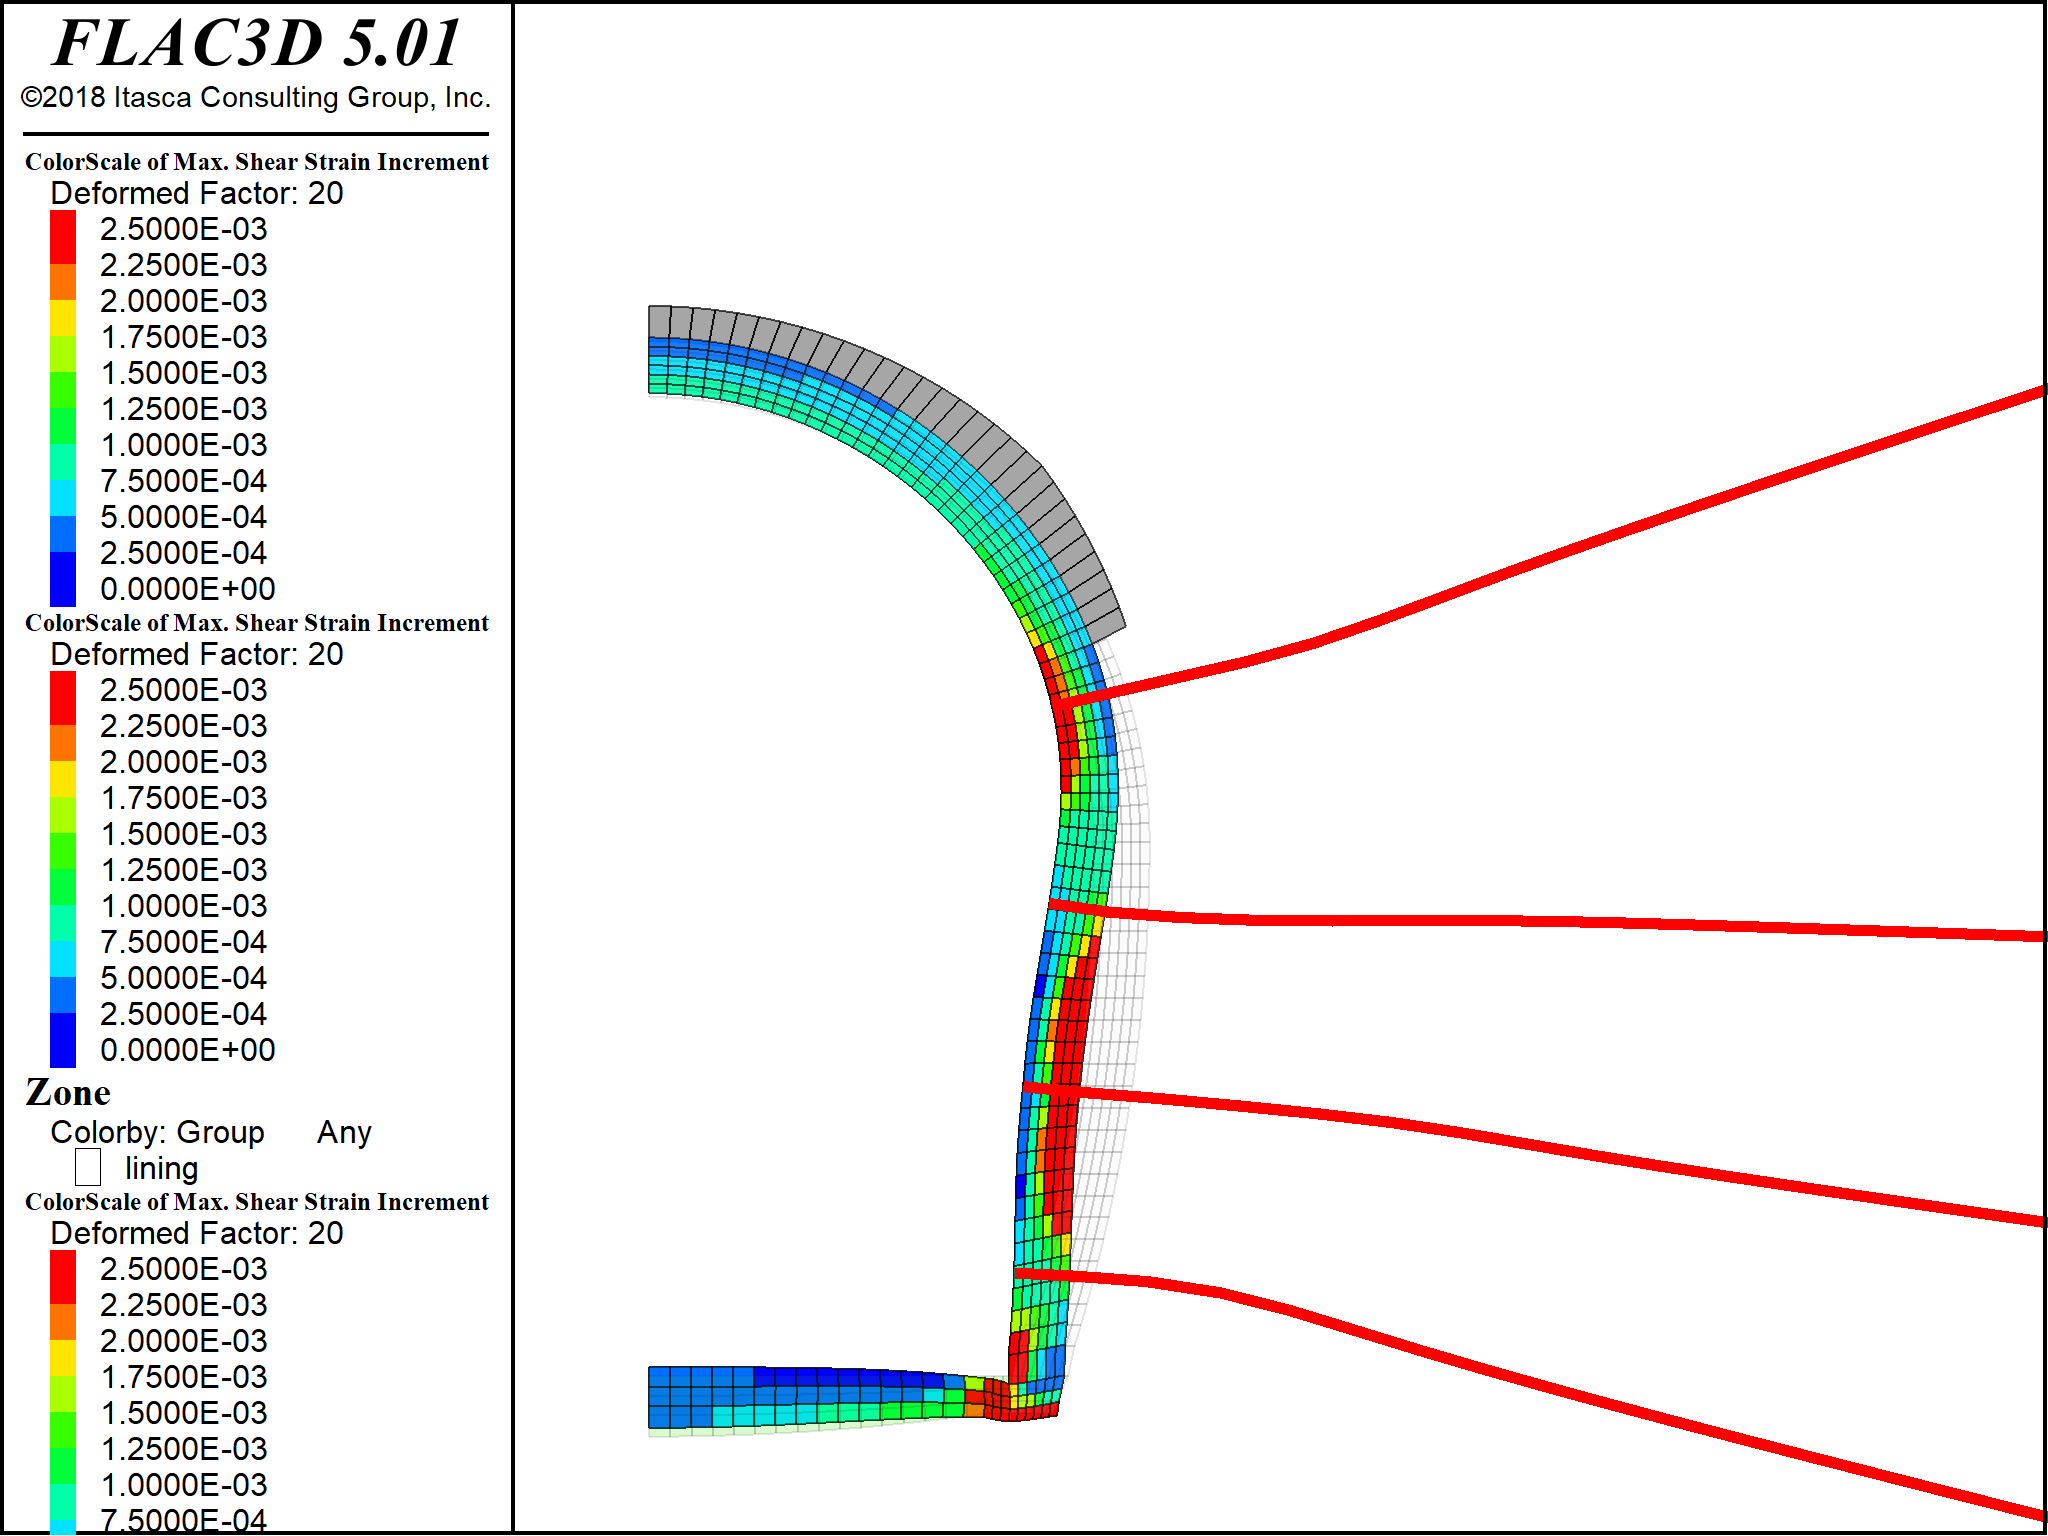 FLAC3D 5.01
©2018 Itasca Consulting Group, Inc.
ColorScale of Max. Shear Strain Increment
Deformed Factor: 20
2.5000E-03
2.2500E-03
2.0000E-03
1.7500E-03
1.5000E-03
1.2500E-03
1.0000E-03
7.5000E-04
5.0000E-04
2.5000E-04
0.0000E+00
ColorScale of Max. Shear Strain Increment
Deformed Factor: 20
2.5000E-03
2.2500E-03
2.0000E-03
1.7500E-03
1.5000E-03
1.2500E-03
1.0000E-03
7.5000E-04
5.0000E-04
2.5000E-04
0.0000E+00
Zone
Colorby: Group Any
lining
ColorScale of Max. Shear Strain Increment
Deformed Factor: 20
2.5000E-03
2.2500E-03
2.0000E-03
1.7500E-03
1.5000E-03
1.2500E-03
1.0000E-03
7.5000E-04